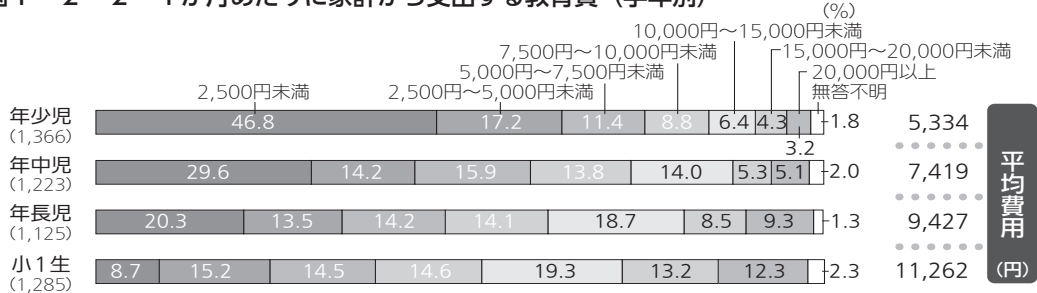 図1-2-2 1か月あたりに家計から支出する教育費（学年別）
(%)
10,000円～15,000円未満
7,500円～10,000円未満
15,000円～20,000円未満
5,000円～7,500円未満
20,000円以上
2,500円未満
2,500円～5,000円未満
無答不明
年少児
(1,366)
46.8 17.2 11.4 8.8 6.4 4.3 3.2 1.8 5,334
年中児
(1,223)
29.6 14.2 15.9 13.8 14.0 5.3 5.1 2.0 7,419
年長児
(1,125)
20.3 13.5 14.2 14.1 18.7 8.5 9.3 1.3 9,427
小1生
(1,285)
8.7 15.2 14.5 14.6 19.3 13.2 12.3 2.3 11,262
平均費用
(円)